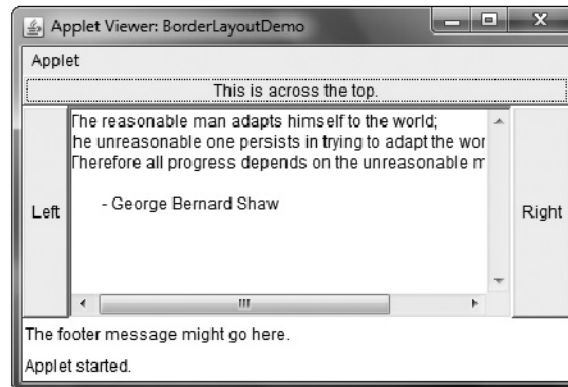 Applet Viewer: BorderLayoutDemo
Applet
This is across the top.
The reasonable man adapts himself to the world;
he unreasonable one persists in trying to adapt the wor
Therefore all progress depends on the unreasonable m
- George Bernard Shaw
Left
Right
The footer message might go here.
Applet started.